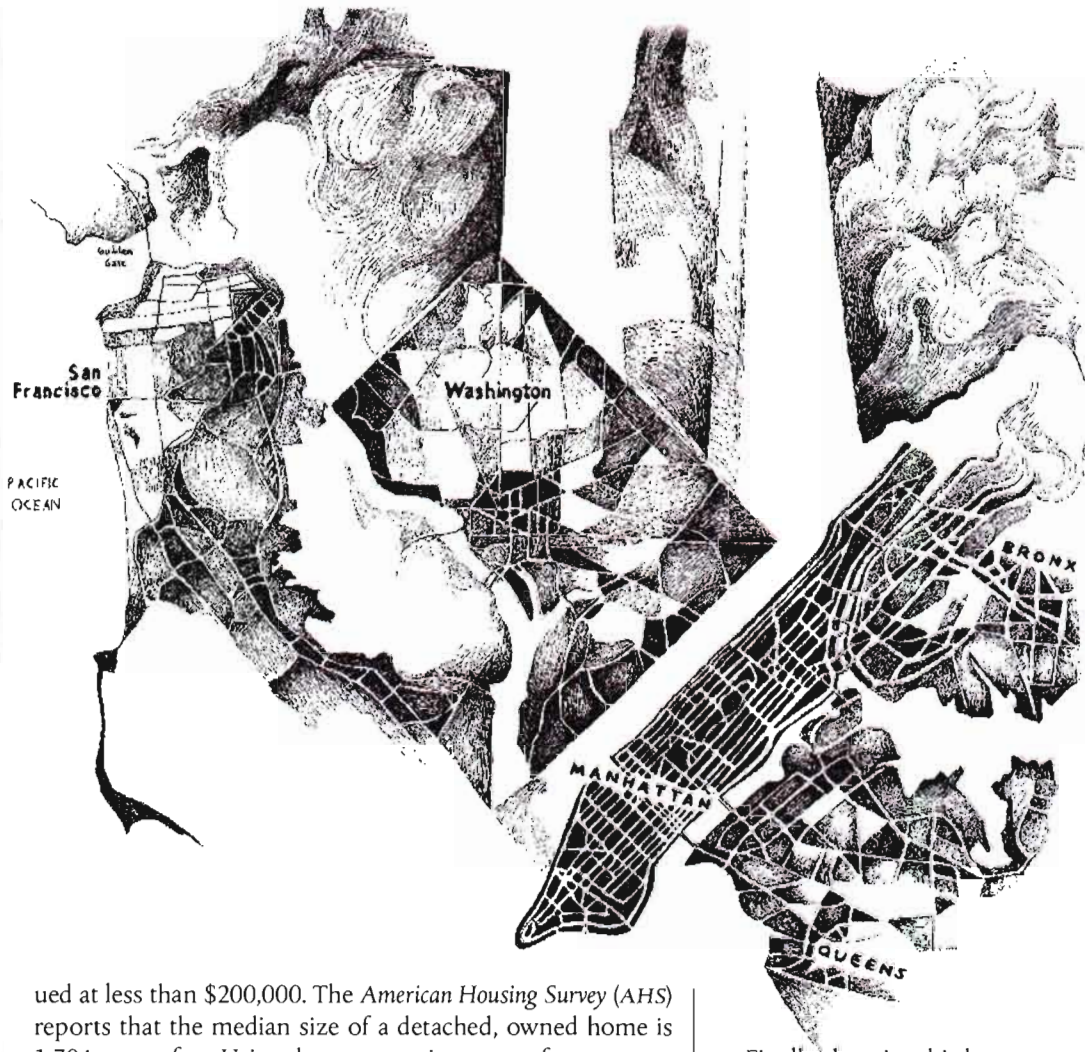 Golden
Gate
San
Francisco
Washington
PACIFIC
OCEAN
BRONX
MANHATTAN
QUEENS
ued at less than $200,000. The American Housing Survey (AHS)
reports that the median size of a detached, owned home is